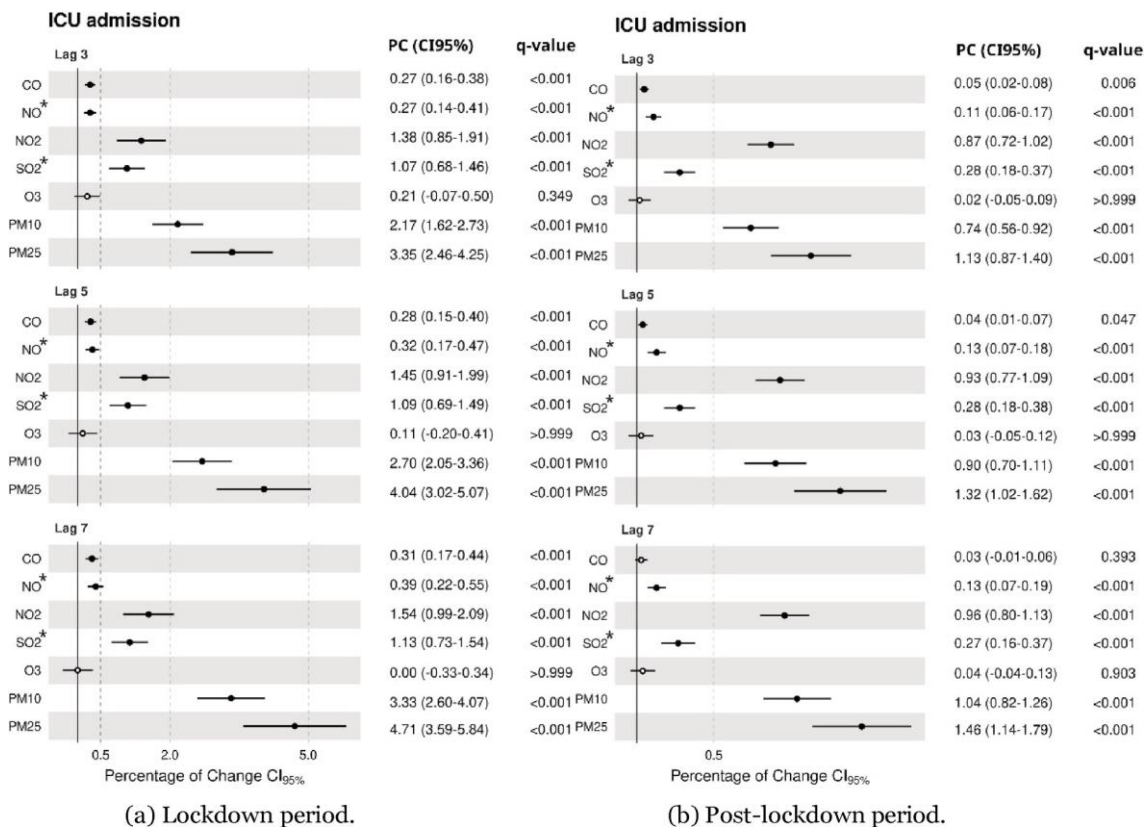 ICU admission
PC (CI95%) q-value
Lag 3
CO 0.27 (0.16-0.38) <0.001
NO* 0.27 (0.14-0.41) <0.001
NO2 1.38 (0.85-1.91) <0.001
SO2* 1.07 (0.68-1.46) <0.001
O3 0.21 (-0.07-0.50) 0.349
PM10 2.17 (1.62-2.73) <0.001
PM25 3.35 (2.46-4.25) <0.001
Lag 5
CO 0.28 (0.15-0.40) <0.001
NO* 0.32 (0.17-0.47) <0.001
NO2 1.45 (0.91-1.99) <0.001
SO2* 1.09 (0.69-1.49) <0.001
O3 0.11 (-0.20-0.41) >0.999
PM10 2.70 (2.05-3.36) <0.001
PM25 4.04 (3.02-5.07) <0.001
Lag 7
CO 0.31 (0.17-0.44) <0.001
NO* 0.39 (0.22-0.55) <0.001
NO2 1.54 (0.99-2.09) <0.001
SO2* 1.13 (0.73-1.54) <0.001
O3 0.00 (-0.33-0.34) >0.999
PM10 3.33 (2.60-4.07) <0.001
PM25 4.71 (3.59-5.84) <0.001
0.5 2.0 5.0
Percentage of Change CI95%
(a) Lockdown period.
ICU admission
PC (CI95%) q-value
Lag 3
CO 0.05 (0.02-0.08) 0.006
NO* 0.11 (0.06-0.17) <0.001
NO2 0.87 (0.72-1.02) <0.001
SO2* 0.28 (0.18-0.37) <0.001
O3 0.02 (-0.05-0.09) >0.999
PM10 0.74 (0.56-0.92) <0.001
PM25 1.13 (0.87-1.40) <0.001
Lag 5
CO 0.04 (0.01-0.07) 0.047
NO* 0.13 (0.07-0.18) <0.001
NO2 0.93 (0.77-1.09) <0.001
SO2* 0.28 (0.18-0.38) <0.001
O3 0.03 (-0.05-0.12) >0.999
PM10 0.90 (0.70-1.11) <0.001
PM25 1.32 (1.02-1.62) <0.001
Lag 7
CO 0.03 (-0.01-0.06) 0.393
NO* 0.13 (0.07-0.19) <0.001
NO2 0.96 (0.80-1.13) <0.001
SO2* 0.27 (0.16-0.37) <0.001
O3 0.04 (-0.04-0.13) 0.903
PM10 1.04 (0.82-1.26) <0.001
PM25 1.46 (1.14-1.79) <0.001
0.5
Percentage of Change CI95%
(b) Post-lockdown period.